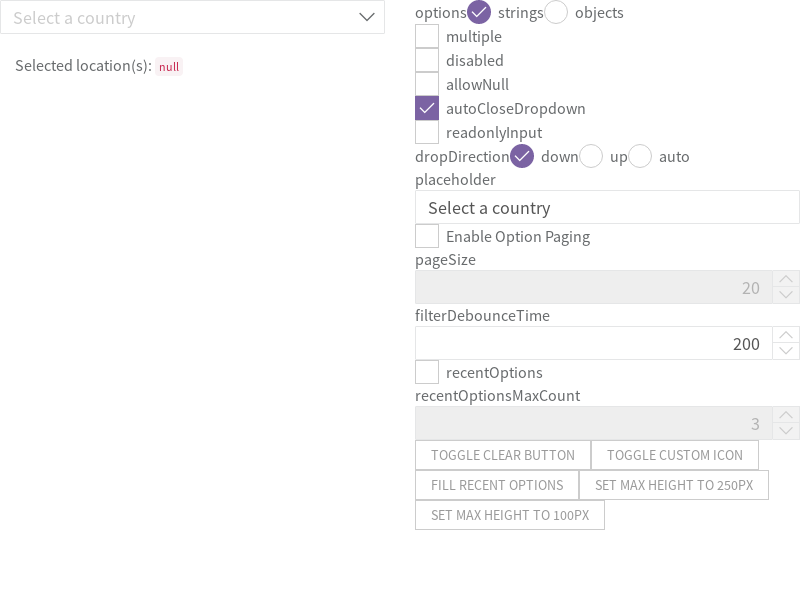 Select a country
Selected location(s): null
options strings objects
multiple
disabled
allowNull
autoCloseDropdown
readonlyInput
dropDirection down up auto
placeholder
Select a country
Enable Option Paging
pageSize
20
filterDebounceTime
200
recentOptions
recentOptionsMaxCount
3
TOGGLE CLEAR BUTTON TOGGLE CUSTOM ICON
FILL RECENT OPTIONS SET MAX HEIGHT TO 250PX
SET MAX HEIGHT TO 100PX